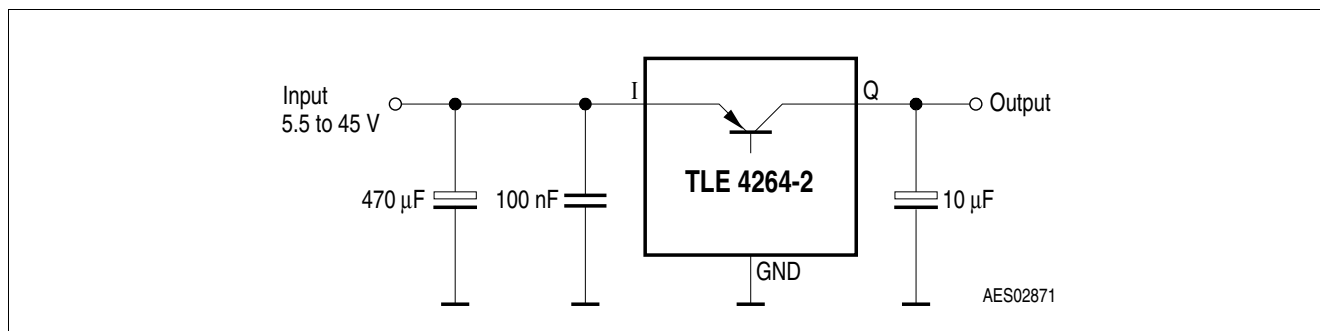 Input
5.5 to 45 V
I
Q
Output
470 µF
100 nF
TLE 4264-2
10 µF
GND
AES02871